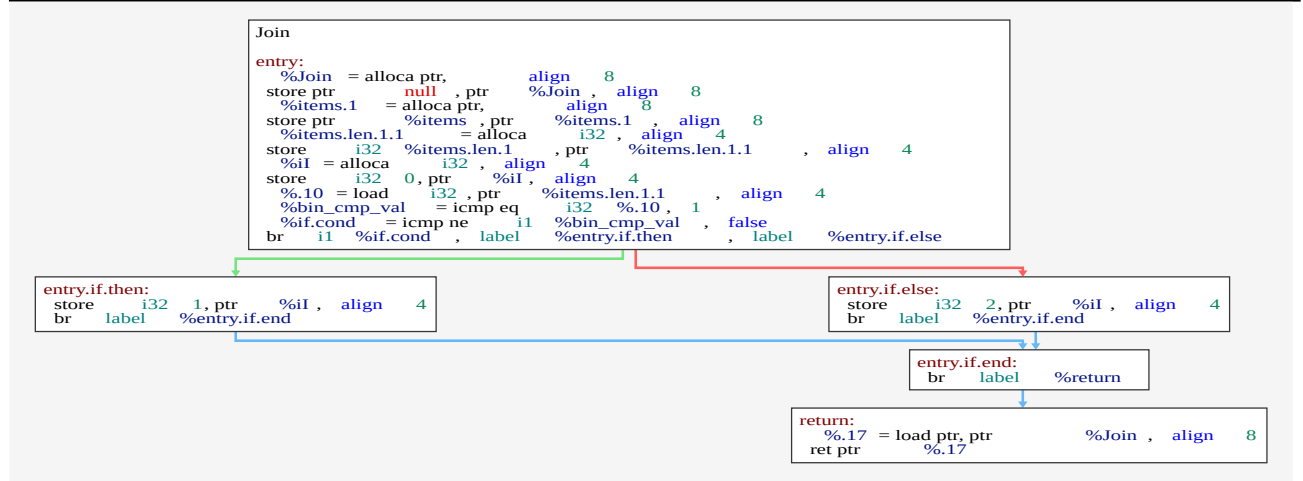 Join
entry:
%Join = alloca ptr, align 8
store ptr null , ptr %Join , align 8
%items.1 = alloca ptr, align 8
store ptr %items , ptr %items.1 , align 8
%items.len.1.1 = alloca i32 , align 4
store i32 %items.len.1 , ptr %items.len.1.1 , align 4
%iI = alloca i32 , align 4
store i32 0, ptr %iI , align 4
%.10 = load i32 , ptr %items.len.1.1 , align 4
%bin_cmp_val = icmp eq i32 %.10 , 1
%if.cond = icmp ne i1 %bin_cmp_val , false
br i1 %if.cond , label %entry.if.then , label %entry.if.else
entry.if.then:
store i32 1, ptr %iI , align 4
br label %entry.if.end
entry.if.else:
store i32 2, ptr %iI , align 4
br label %entry.if.end
entry.if.end:
br label %return
return:
%.17 = load ptr, ptr %Join , align 8
ret ptr %.17